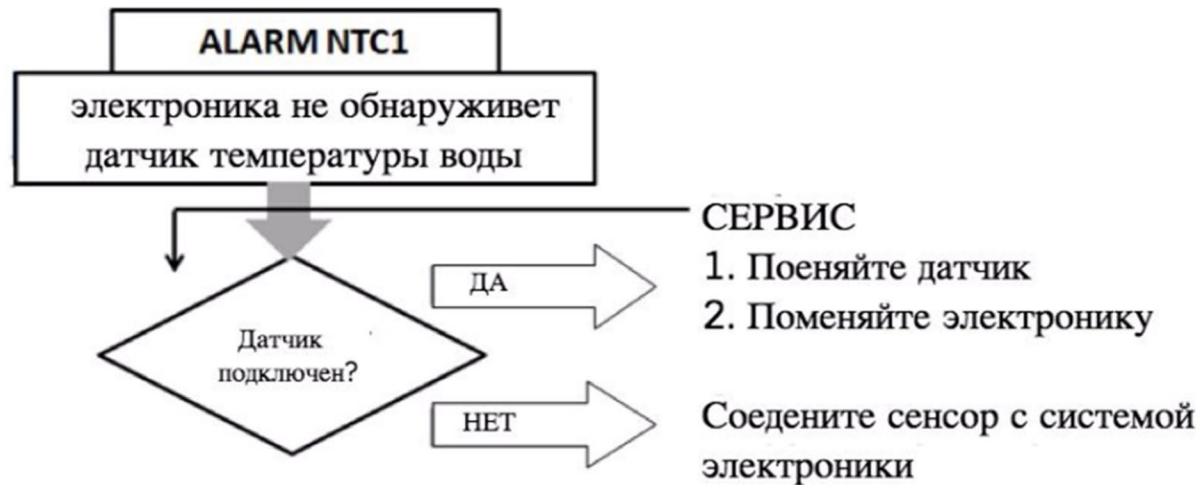 ALARM NTC1
электроника не обнаруживет
датчик температуры воды
СЕРВИС
1. Поеняйте датчик
2. Поменяйте электронику
ДА
Датчик
подключен?
НЕТ
Соедените сенсор с системой
электроники